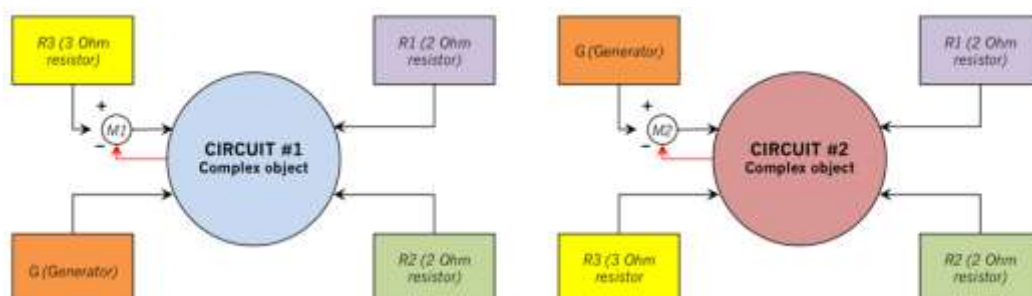 R3 (3 Ohm
resistor)
R1 (2 Ohm
resistor)
+
M1
−
CIRCUIT #1
Complex object
G (Generator)
R2 (2 Ohm
resistor)
G (Generator)
R1 (2 Ohm
resistor)
+
M2
−
CIRCUIT #2
Complex object
R3 (3 Ohm
resistor
R2 (2 Ohm
resistor)